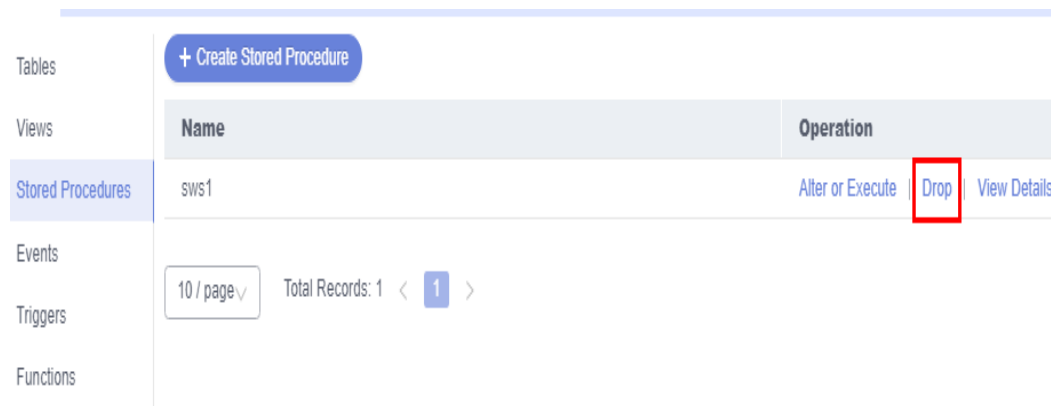 Tables
Views
Stored Procedures
Events
Triggers
Functions
+ Create Stored Procedure
Name Operation
sws1 Alter or Execute | Drop | View Details
10 / page Total Records: 1 < 1 >